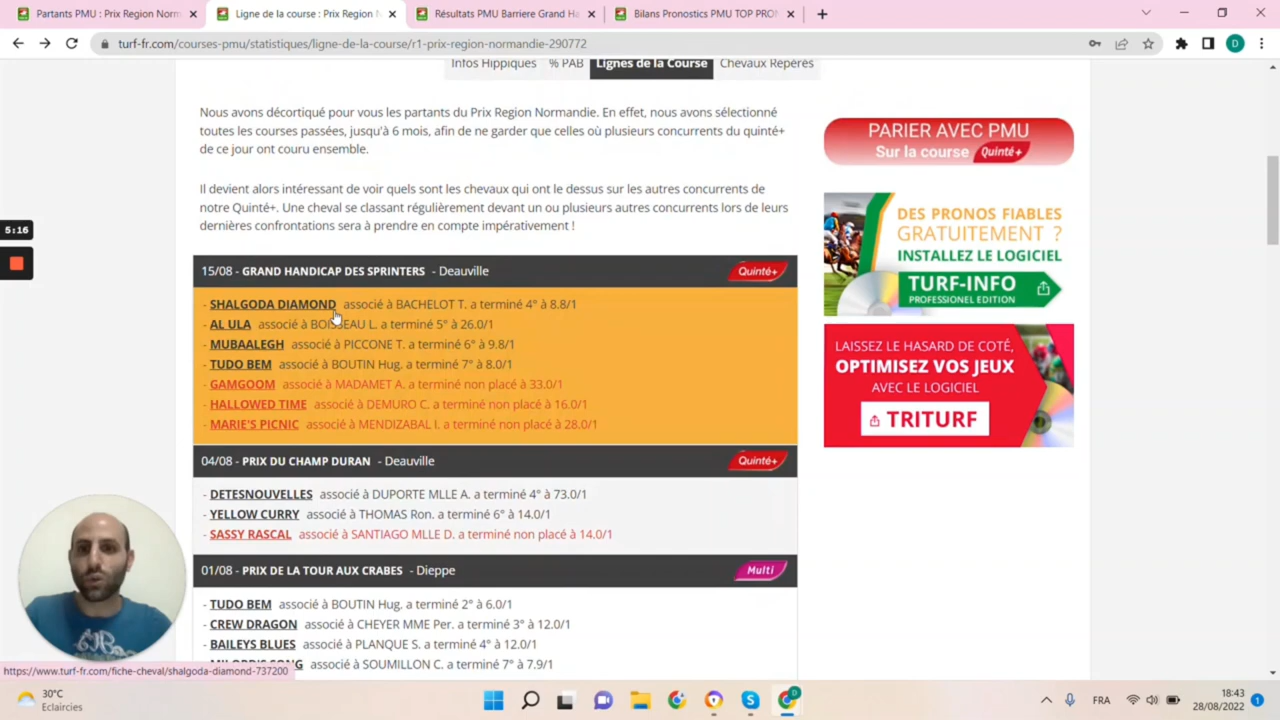 Partants PMU : Prix Region Norm
Ligne de la course : Prix Region N
Résultats PMU Barriere Grand Ha
Bilans Pronostics PMU TOP PRON
turf-fr.com/courses-pmu/statistiques/ligne-de-la-course/r1-prix-region-normandie-290772
D
Infos Hippiques % PAB Lignes de la Course Chevaux Repérés
Nous avons décortiqué pour vous les partants du Prix Region Normandie. En effet, nous avons sélectionné
toutes les courses passées, jusqu'à 6 mois, afin de ne garder que celles où plusieurs concurrents du quinté+
de ce jour ont couru ensemble.
Il devient alors intéressant de voir quels sont les chevaux qui ont le dessus sur les autres concurrents de
notre Quinté+. Une cheval se classant régulièrement devant un ou plusieurs autres concurrents lors de leurs
dernières confrontations sera à prendre en compte impérativement !
5:16
15/08 - GRAND HANDICAP DES SPRINTERS - Deauville Quinté+
- SHALGODA DIAMOND associé à BACHELOT T. a terminé 4° à 8.8/1
- AL ULA associé à BOISSEAU L. a terminé 5° à 26.0/1
- MUBAALEGH associé à PICCONE T. a terminé 6° à 9.8/1
- TUDO BEM associé à BOUTIN Hug. a terminé 7° à 8.0/1
- GAMGOOM associé à MADAMET A. a terminé non placé à 33.0/1
- HALLOWED TIME associé à DEMURO C. a terminé non placé à 16.0/1
- MARIE'S PICNIC associé à MENDIZABAL I. a terminé non placé à 28.0/1
04/08 - PRIX DU CHAMP DURAN - Deauville Quinté+
- DETESNOUVELLES associé à DUPORTE MLLE A. a terminé 4° à 73.0/1
- YELLOW CURRY associé à THOMAS Ron. a terminé 6° à 14.0/1
- SASSY RASCAL associé à SANTIAGO MLLE D. a terminé non placé à 14.0/1
01/08 - PRIX DE LA TOUR AUX CRABES - Dieppe Multi
- TUDO BEM associé à BOUTIN Hug. a terminé 2° à 6.0/1
- CREW DRAGON associé à CHEYER MME Per. a terminé 3° à 12.0/1
- BAILEYS BLUES associé à PLANQUE S. a terminé 4° à 12.0/1
- MILORD'S SONG associé à SOUMILLON C. a terminé 7° à 7.9/1
PARIER AVEC PMU
Sur la course Quinté+
DES PRONOS FIABLES
GRATUITEMENT ?
INSTALLEZ LE LOGICIEL
TURF-INFO
PROFESIONNEL EDITION
LAISSEZ LE HASARD DE COTÉ,
OPTIMISEZ VOS JEUX
AVEC LE LOGICIEL
TRITURF
https://www.turf-fr.com/fiche-cheval/shalgoda-diamond-737200
30°C
Eclaircies
FRA
18:43
28/08/2022
1